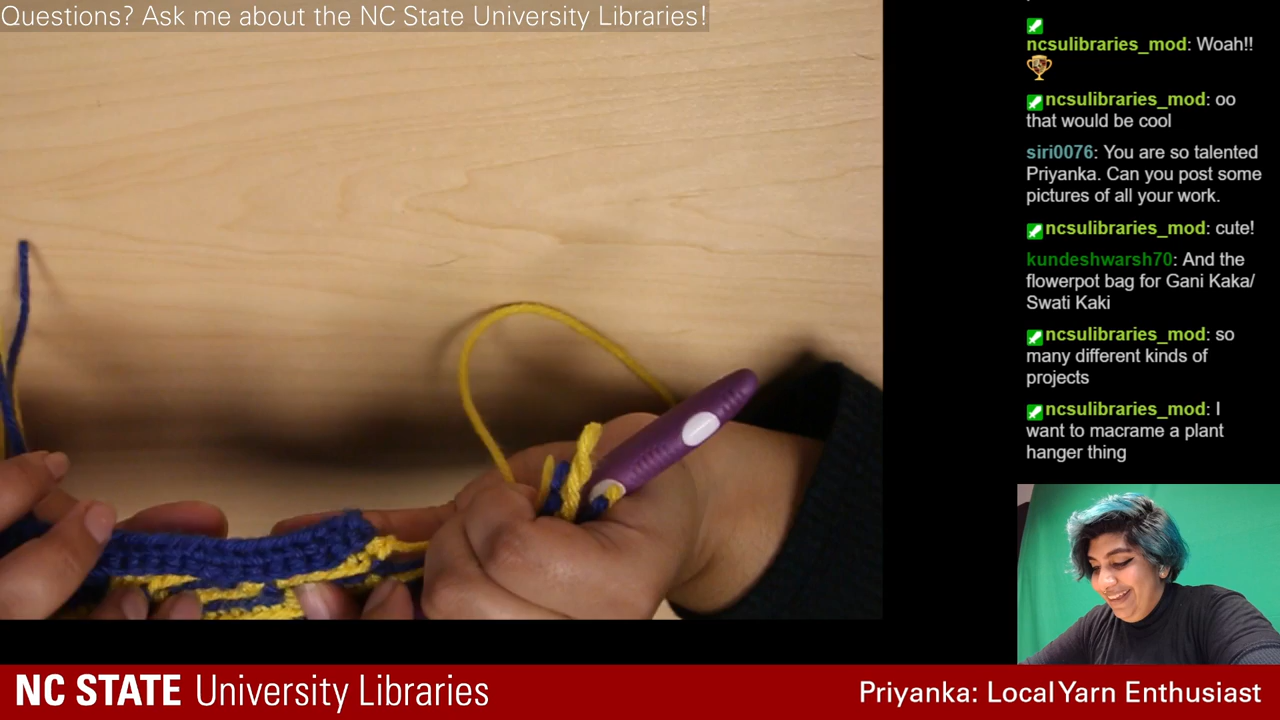 Questions? Ask me about the NC State University Libraries!
ncsulibraries_mod: Woah!!
ncsulibraries_mod: oo
that would be cool
siri0076: You are so talented
Priyanka. Can you post some
pictures of all your work.
ncsulibraries_mod: cute!
kundeshwarsh70: And the
flowerpot bag for Gani Kaka/
Swati Kaki
ncsulibraries_mod: so
many different kinds of
projects
ncsulibraries_mod: I
want to macrame a plant
hanger thing
NC STATE University Libraries
Priyanka: Local Yarn Enthusiast